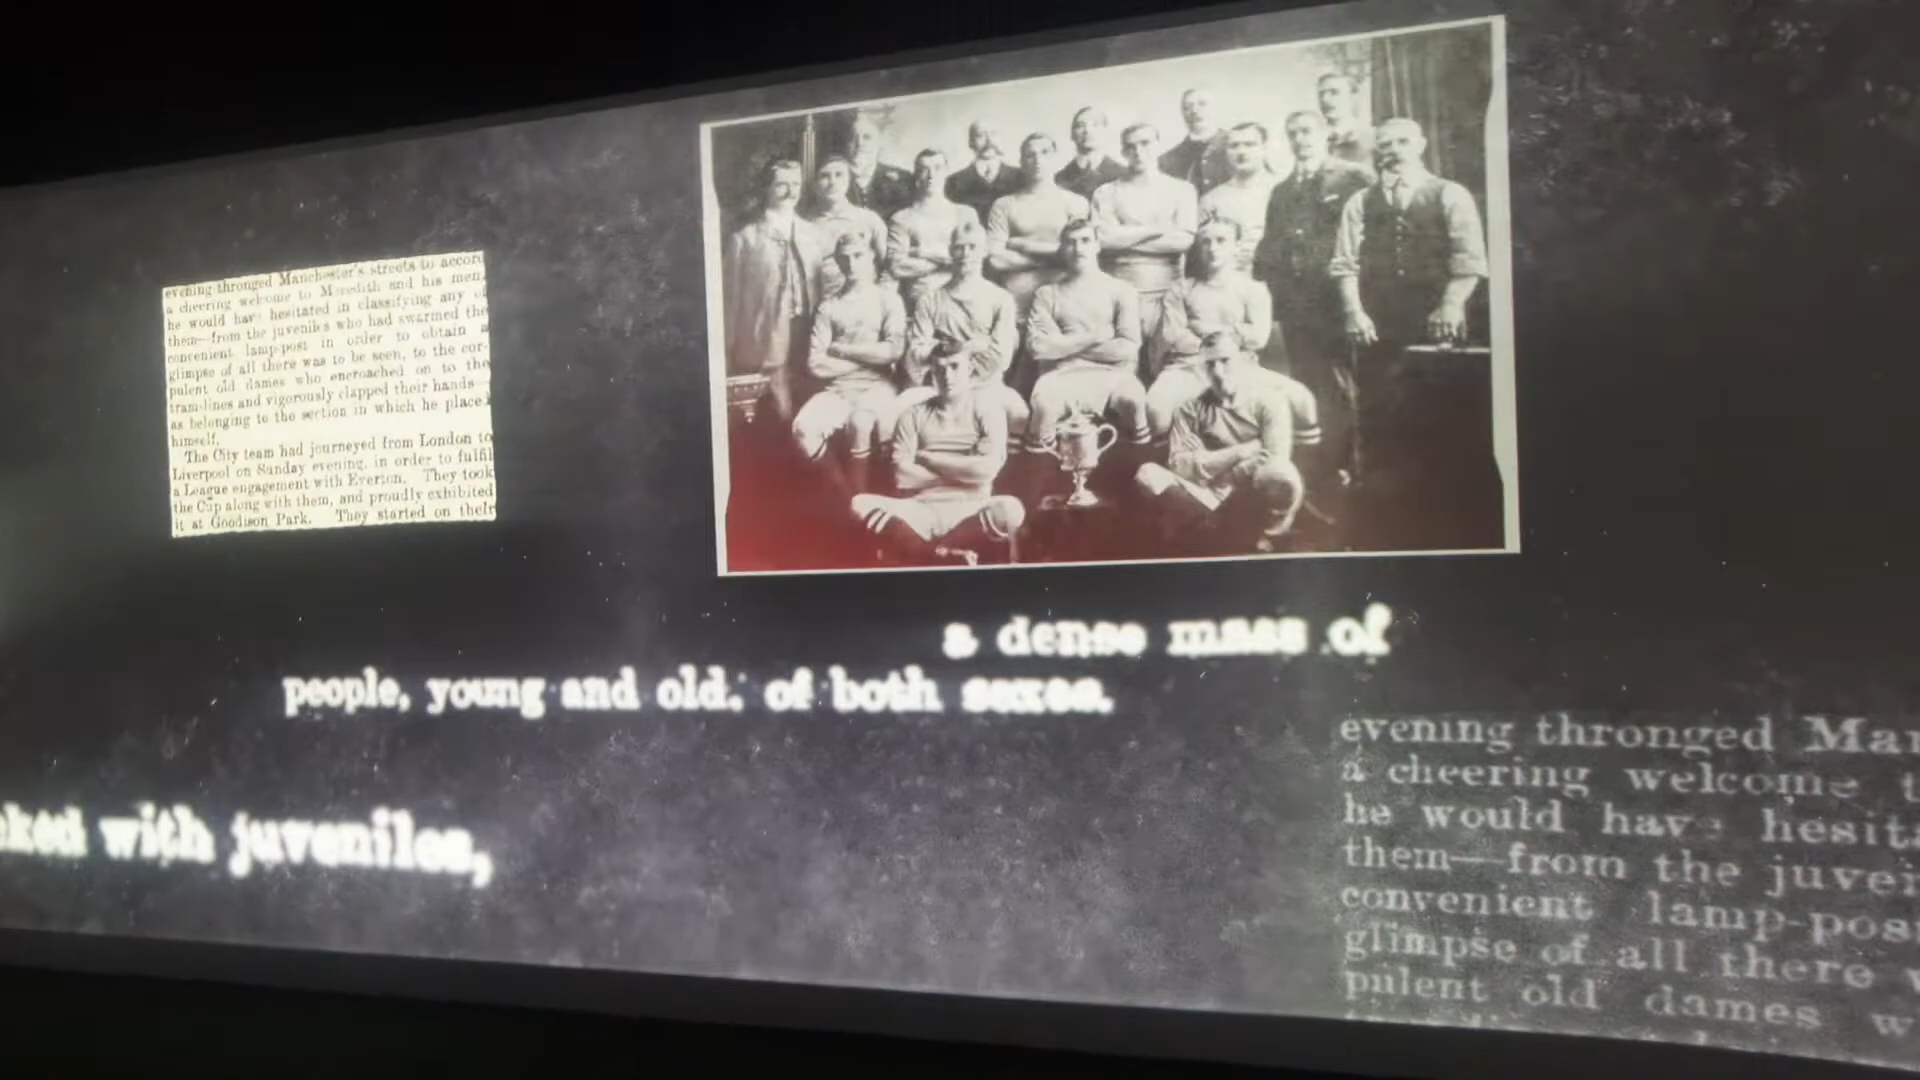 evening thronged Manchester's streets to accord
a cheering welcome to Meredith and his men,
he would have hesitated in classifying any of
them—from the juveniles who had swarmed the
convenient lamp-post in order to obtain a
glimpse of all there was to be seen, to the cor-
pulent old dames who encroached on to the
tram-lines and vigorously clapped their hands—
as belonging to the section in which he place
himself.
The City team had journeyed from London to
Liverpool on Sunday evening, in order to fulfil
a League engagement with Everton. They took
the Cup along with them, and proudly exhibited
it at Goodison Park. They started on their
a dense mass of
people, young and old, of both sexes.
ked with juveniles,
evening thronged Man
a cheering welcome t
he would have hesita
them—from the juven
convenient lamp-pos
glimpse of all there w
pulent old dames w